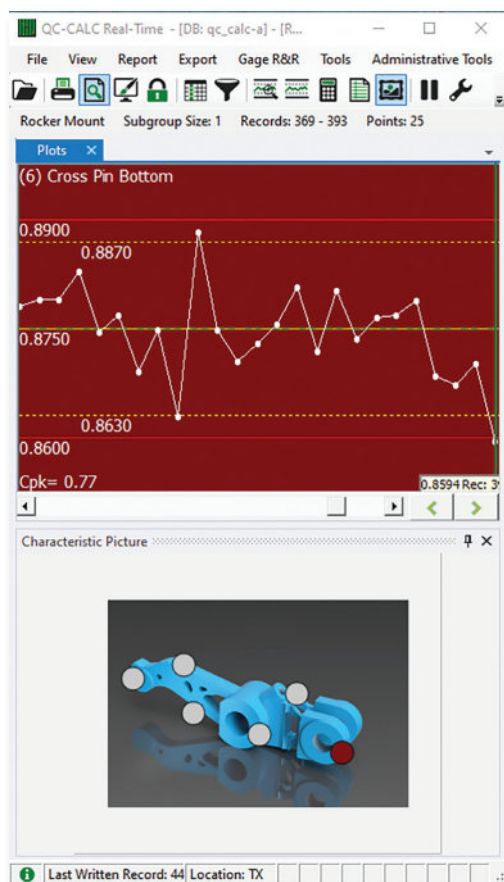 QC-CALC Real-Time - [DB: qc_calc-a] - [R...
File View Report Export Gage R&R Tools Administrative Tools
Rocker Mount Subgroup Size: 1 Records: 369 - 393 Points: 25
Plots
(6) Cross Pin Bottom
0.8900
0.8870
0.8750
0.8630
0.8600
Cpk= 0.77
0.8594 Rec: 3
Characteristic Picture
Last Written Record: 44 Location: TX